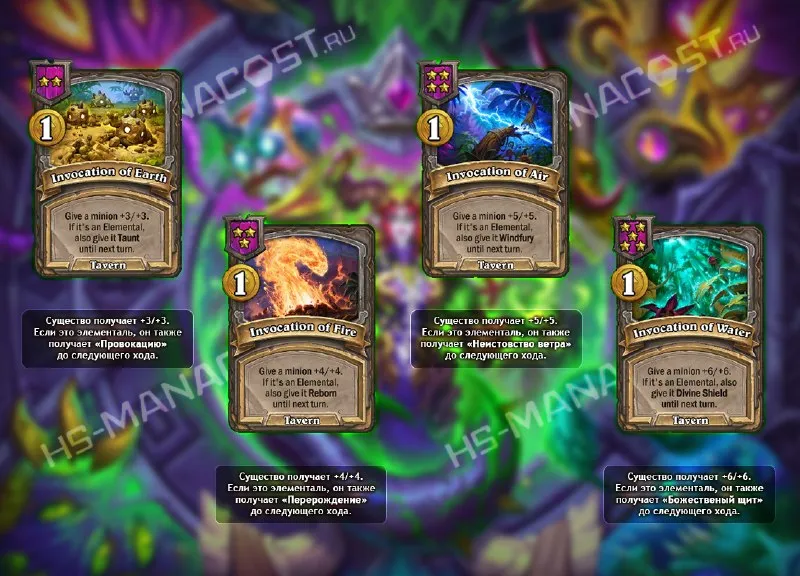 HS-MANACOST.RU
HS-MANACOST.RU
1
Invocation of Earth
Give a minion +3/+3.
If it's an Elemental,
also give it Taunt
until next turn.
Tavern
Существо получает +3/+3.
Если это элементаль, он также
получает «Провокацию»
до следующего хода.
1
Invocation of Fire
Give a minion +4/+4.
If it's an Elemental,
also give it Reborn
until next turn.
Tavern
Существо получает +4/+4.
Если это элементаль, он также
получает «Перерождение»
до следующего хода.
1
Invocation of Air
Give a minion +5/+5.
If it's an Elemental,
also give it Windfury
until next turn.
Tavern
Существо получает +5/+5.
Если это элементаль, он также
получает «Неистовство ветра»
до следующего хода.
1
Invocation of Water
Give a minion +6/+6.
If it's an Elemental, also
give it Divine Shield
until next turn.
Tavern
Существо получает +6/+6.
Если это элементаль, он также
получает «Божественый щит»
до следующего хода.
HS-MANACOST
HS-MANACOST